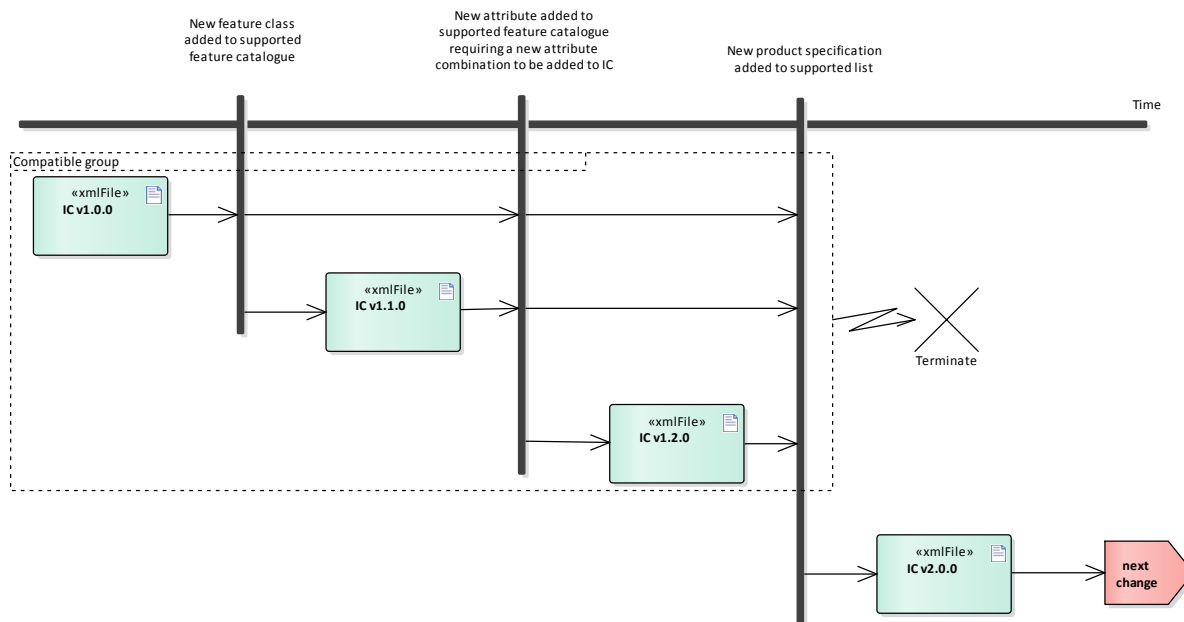 New feature class
added to supported
feature catalogue
New attribute added to
supported feature catalogue
requiring a new attribute
combination to be added to IC
New product specification
added to supported list
Time
Compatible group
«xmlFile»
IC v1.0.0
«xmlFile»
IC v1.1.0
Terminate
«xmlFile»
IC v1.2.0
«xmlFile»
IC v2.0.0
next
change